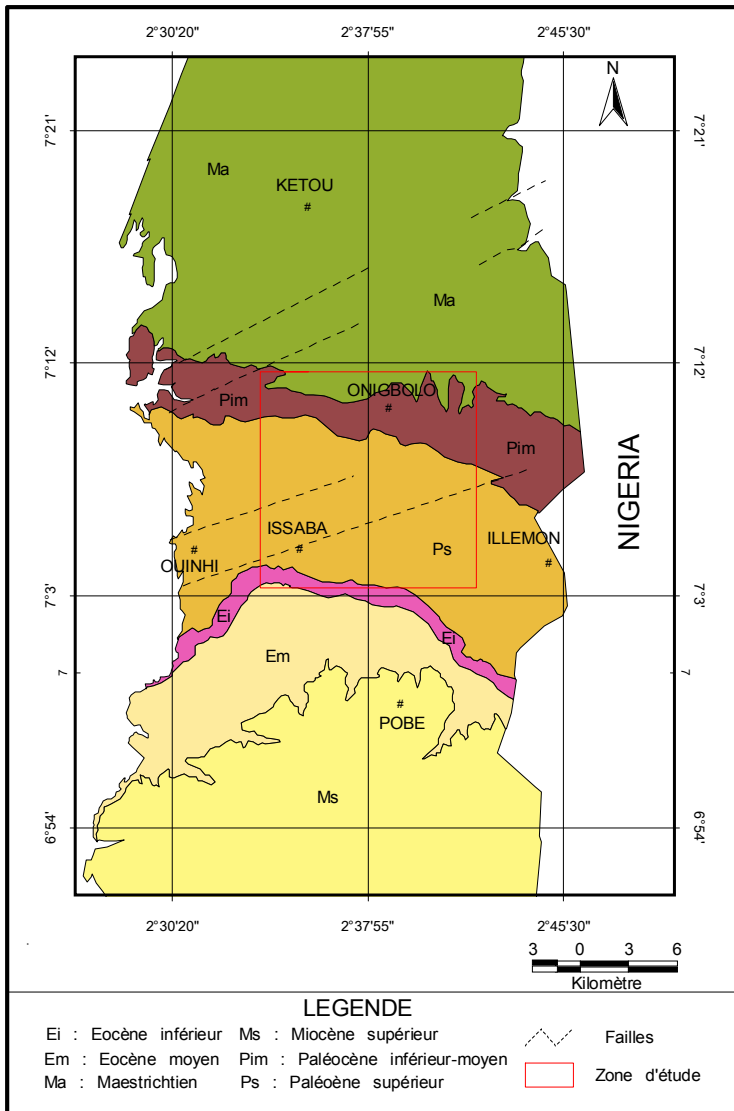 2°30'20" 2°37'55" 2°45'30"
N
7°21' 7°21'
Ma
KETOU
#
Ma
7°12' 7°12'
ONIGBOLO
#
Pim
Pim
NIGERIA
ISSABA
#
OUINHI
#
Ps
ILLEMON
#
7°3' 7°3'
Ei
Ei
Em
7 7
#
POBE
Ms
6°54' 6°54'
2°30'20" 2°37'55" 2°45'30"
3 0 3 6
Kilomètre
LEGENDE
Ei : Eocène inférieur Ms : Miocène supérieur Failles
Em : Eocène moyen Pim : Paléocène inférieur-moyen
Ma : Maestrichtien Ps : Paléoène supérieur Zone d'étude